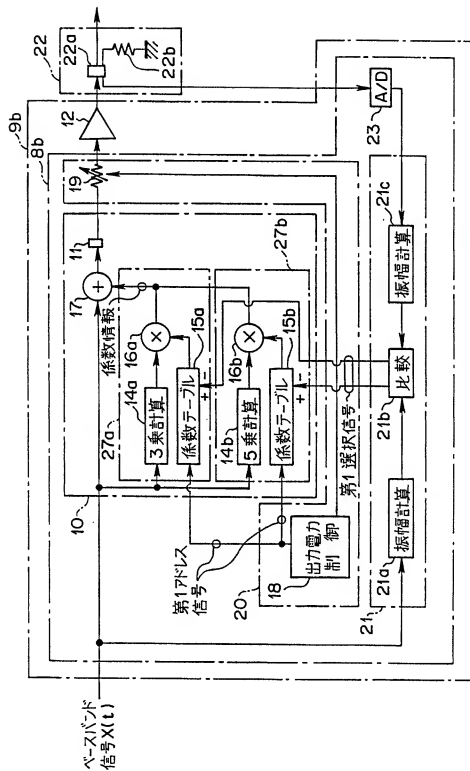 ベースバンド
信号X(t)
9b
8b
10
17
11
19
12
22
22a
22b
係数情報
27a
14a
3乗計算
16a
15a
係数テーブル
+
-
27b
14b
5乗計算
16b
15b
係数テーブル
+
-
第1アドレス
信号
第1選択信号
20
出力電力
制御
18
21
21a
振幅計算
21b
比較
21c
振幅計算
A/D
23